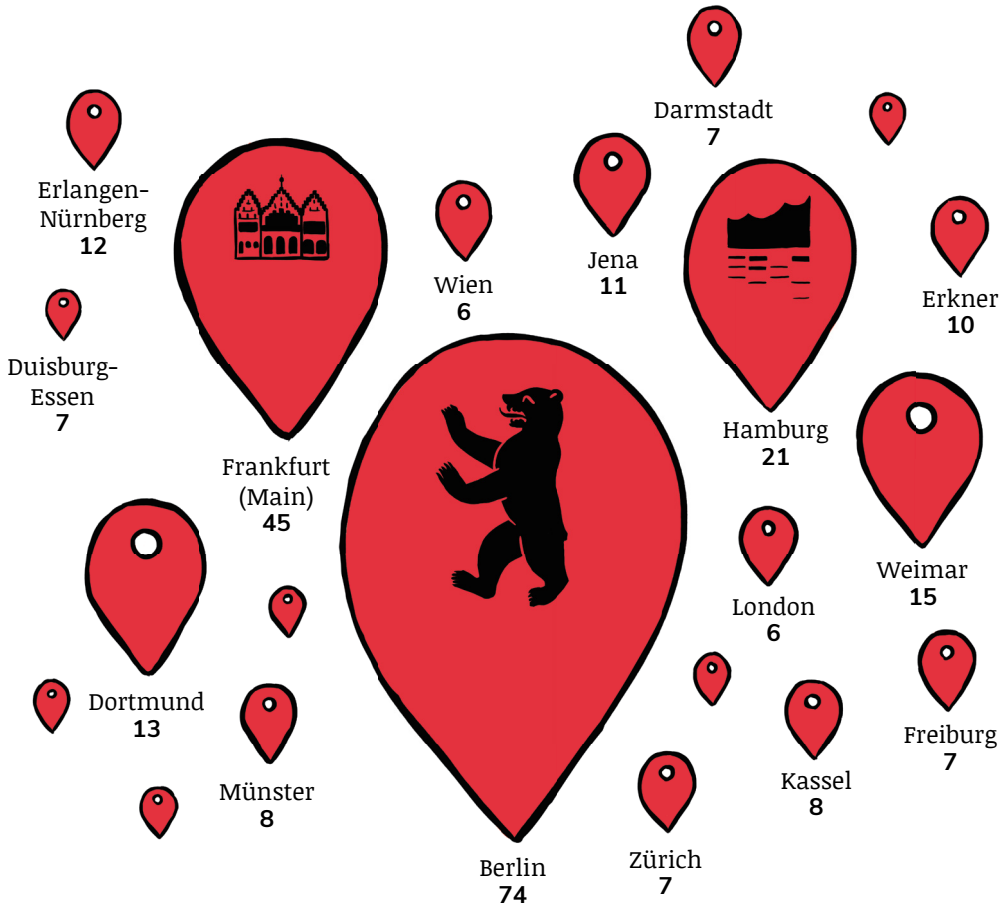 Darmstadt
7
Erlangen-
Nürnberg
12
Wien
6
Jena
11
Erkner
10
Duisburg-
Essen
7
Hamburg
21
Frankfurt
(Main)
45
Weimar
15
London
6
Dortmund
13
Freiburg
7
Kassel
8
Münster
8
Zürich
7
Berlin
74